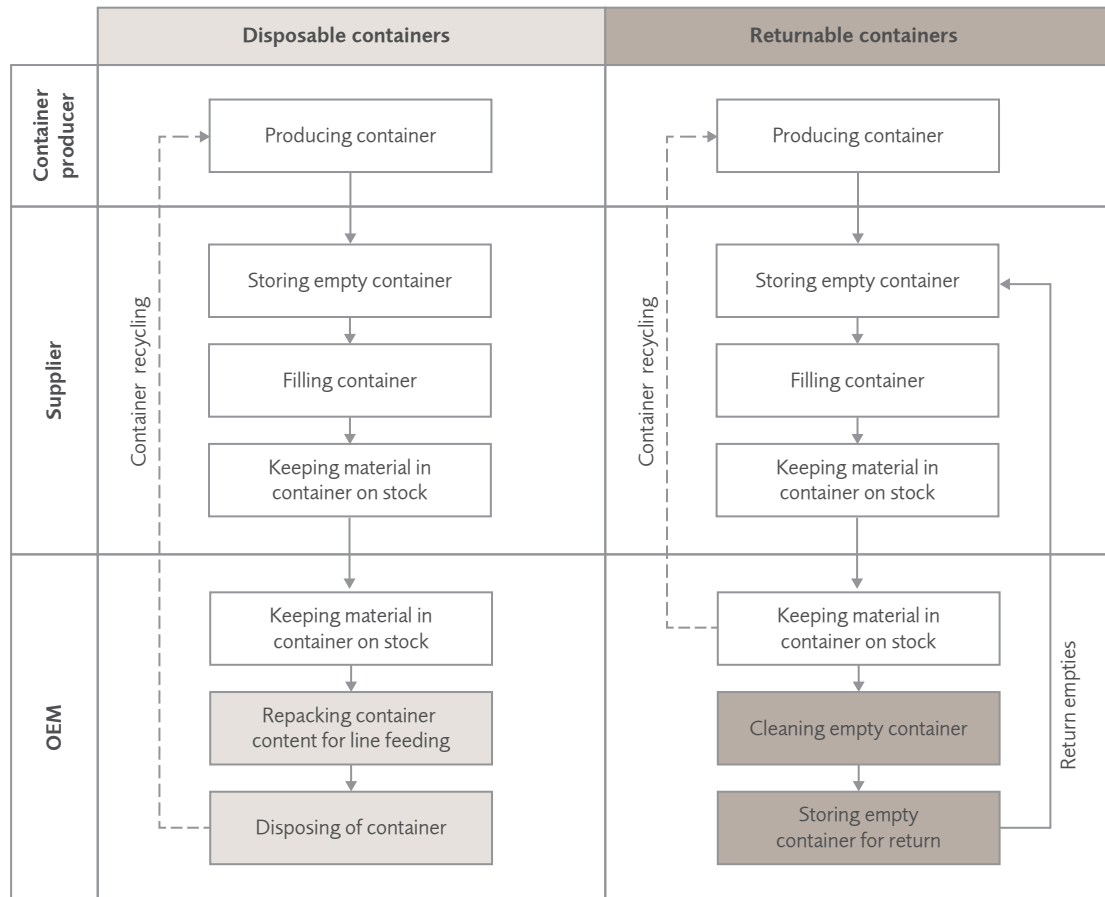 Disposable containers
Returnable containers
Container
producer
Producing container
Producing container
Supplier
Container recycling
Storing empty container
Filling container
Keeping material in
container on stock
Container recycling
Storing empty container
Filling container
Keeping material in
container on stock
OEM
Keeping material in
container on stock
Repacking container
content for line feeding
Disposing of container
Keeping material in
container on stock
Cleaning empty container
Storing empty
container for return
Return empties